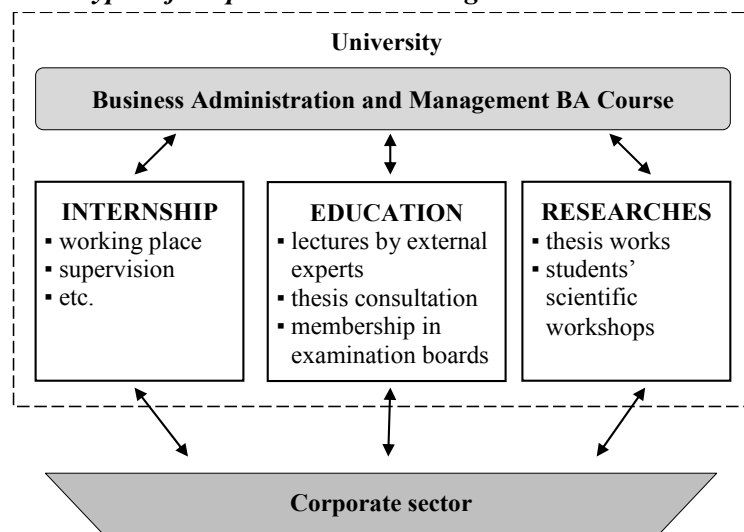 University
Business Administration and Management BA Course
INTERNSHIP
▪ working place
▪ supervision
▪ etc.
EDUCATION
▪ lectures by external
experts
▪ thesis consultation
▪ membership in
examination boards
RESEARCHES
▪ thesis works
▪ students’
scientific
workshops
Corporate sector